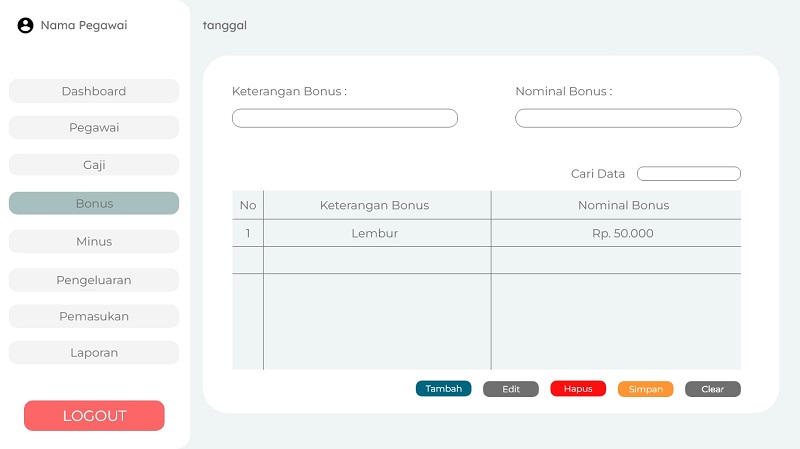 Nama Pegawai
tanggal
Dashboard
Pegawai
Gaji
Bonus
Minus
Pengeluaran
Pemasukan
Laporan
LOGOUT
Keterangan Bonus :
Nominal Bonus :
Cari Data
No Keterangan Bonus Nominal Bonus
1 Lembur Rp. 50.000
Tambah Edit Hapus Simpan Clear